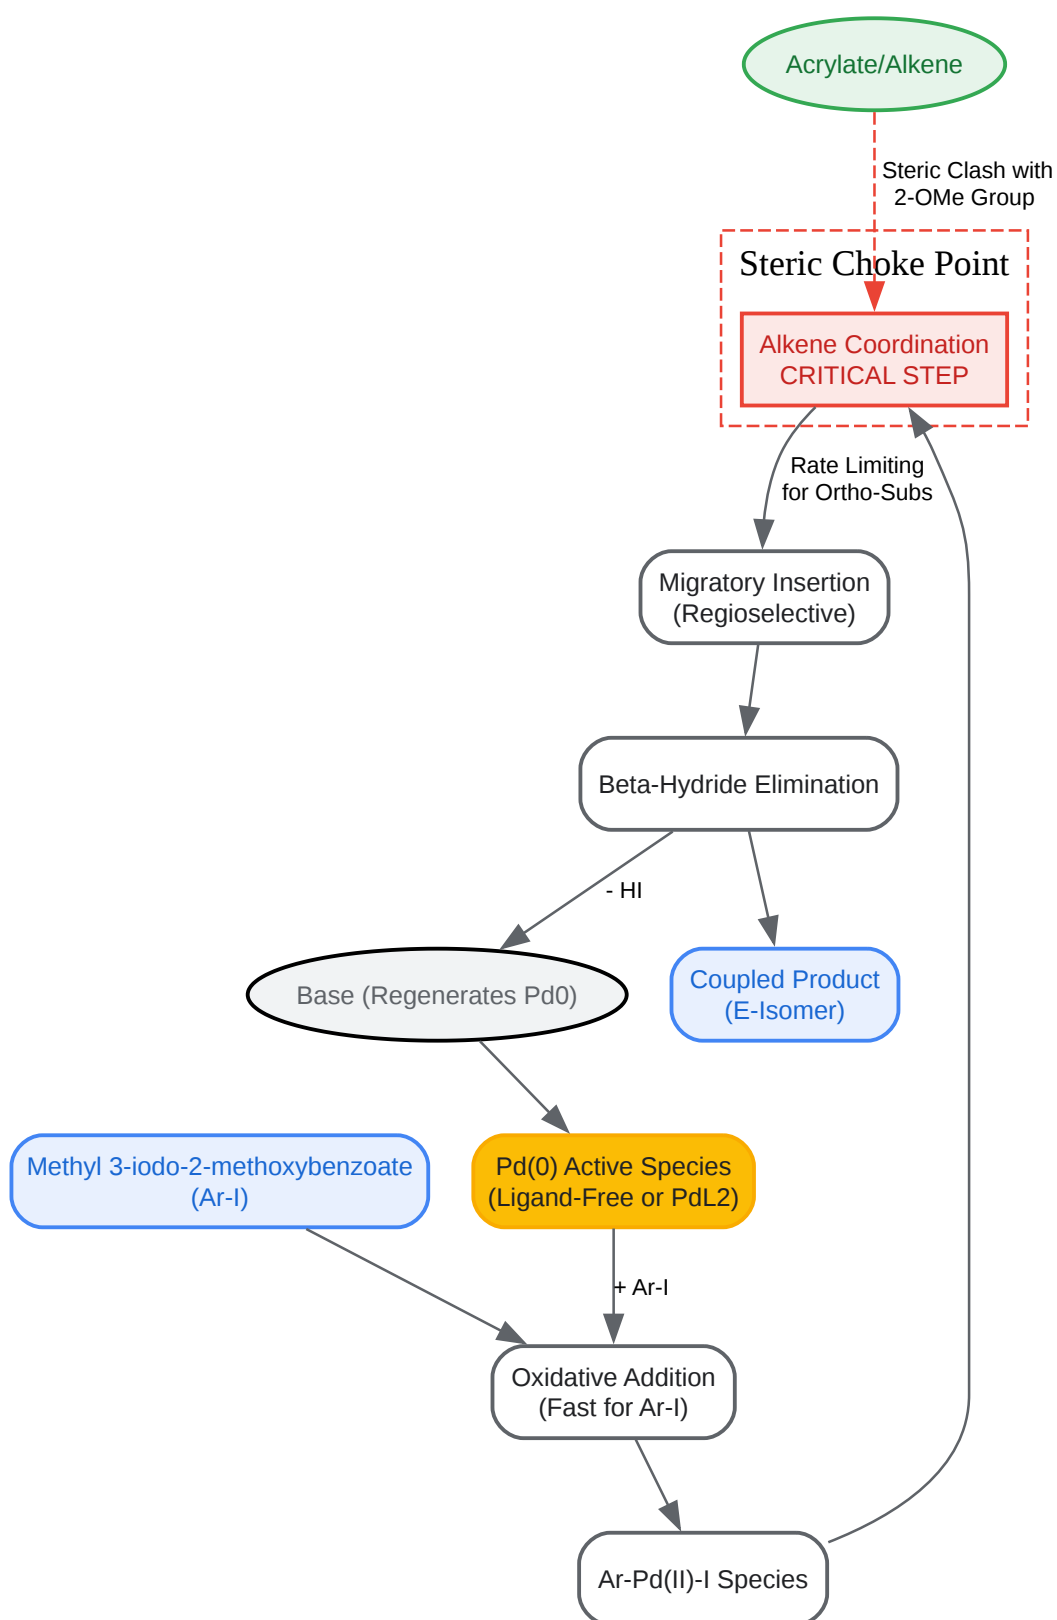 Acrylate/Alkene
Steric Clash with
2-OMe Group
Steric Choke Point
Alkene Coordination
CRITICAL STEP
Rate Limiting
for Ortho-Subs
Migratory Insertion
(Regioselective)
Beta-Hydride Elimination
- HI
Base (Regenerates Pd0)
Coupled Product
(E-Isomer)
Methyl 3-iodo-2-methoxybenzoate
(Ar-I)
Pd(0) Active Species
(Ligand-Free or PdL2)
+ Ar-I
Oxidative Addition
(Fast for Ar-I)
Ar-Pd(II)-I Species